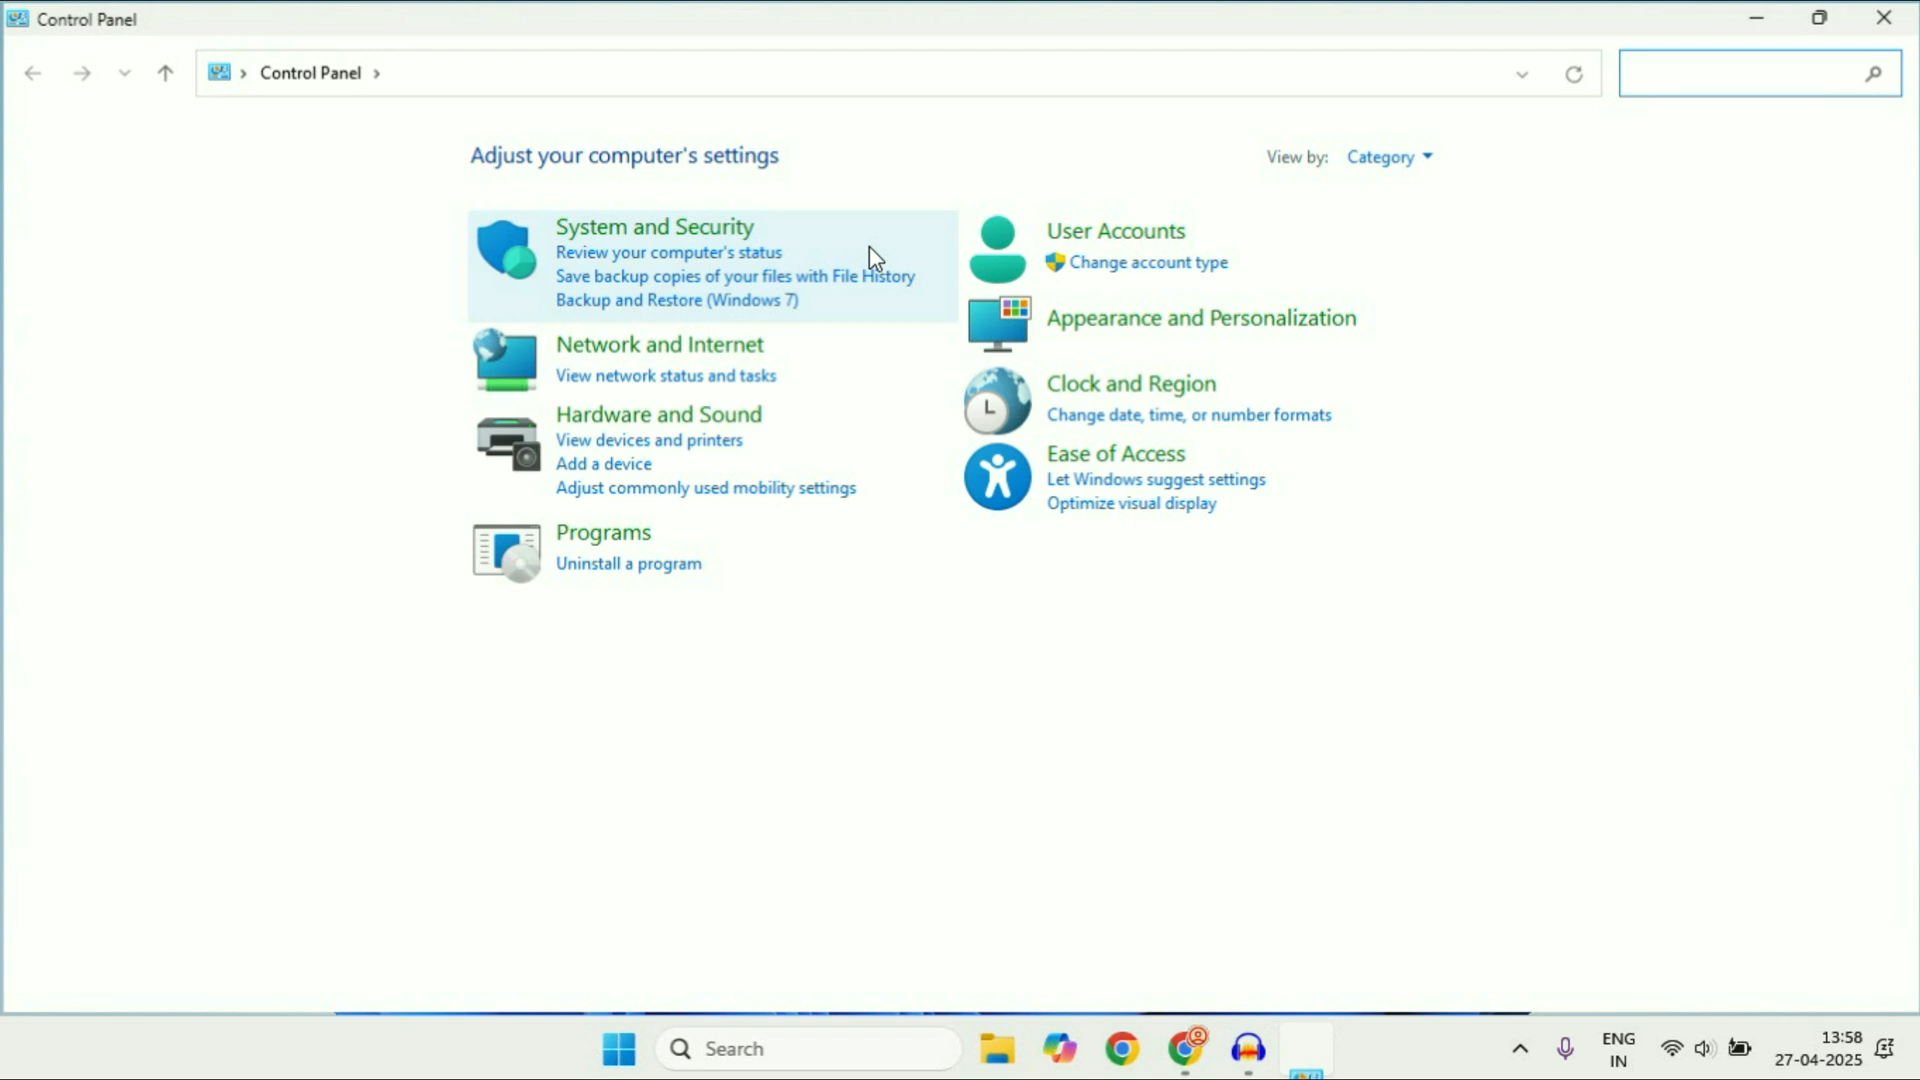 Control Panel
Control Panel
Adjust your computer's settings
View by: Category
System and Security
Review your computer's status
Save backup copies of your files with File History
Backup and Restore (Windows 7)
Network and Internet
View network status and tasks
Hardware and Sound
View devices and printers
Add a device
Adjust commonly used mobility settings
Programs
Uninstall a program
User Accounts
Change account type
Appearance and Personalization
Clock and Region
Change date, time, or number formats
Ease of Access
Let Windows suggest settings
Optimize visual display
Search
ENG
IN
13:58
27-04-2025